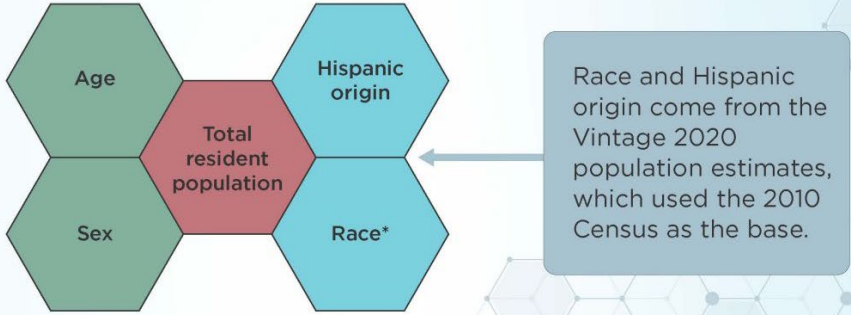 Age
Hispanic
origin
Total
resident
population
Sex
Race*
Race and Hispanic
origin come from the
Vintage 2020
population estimates,
which used the 2010
Census as the base.